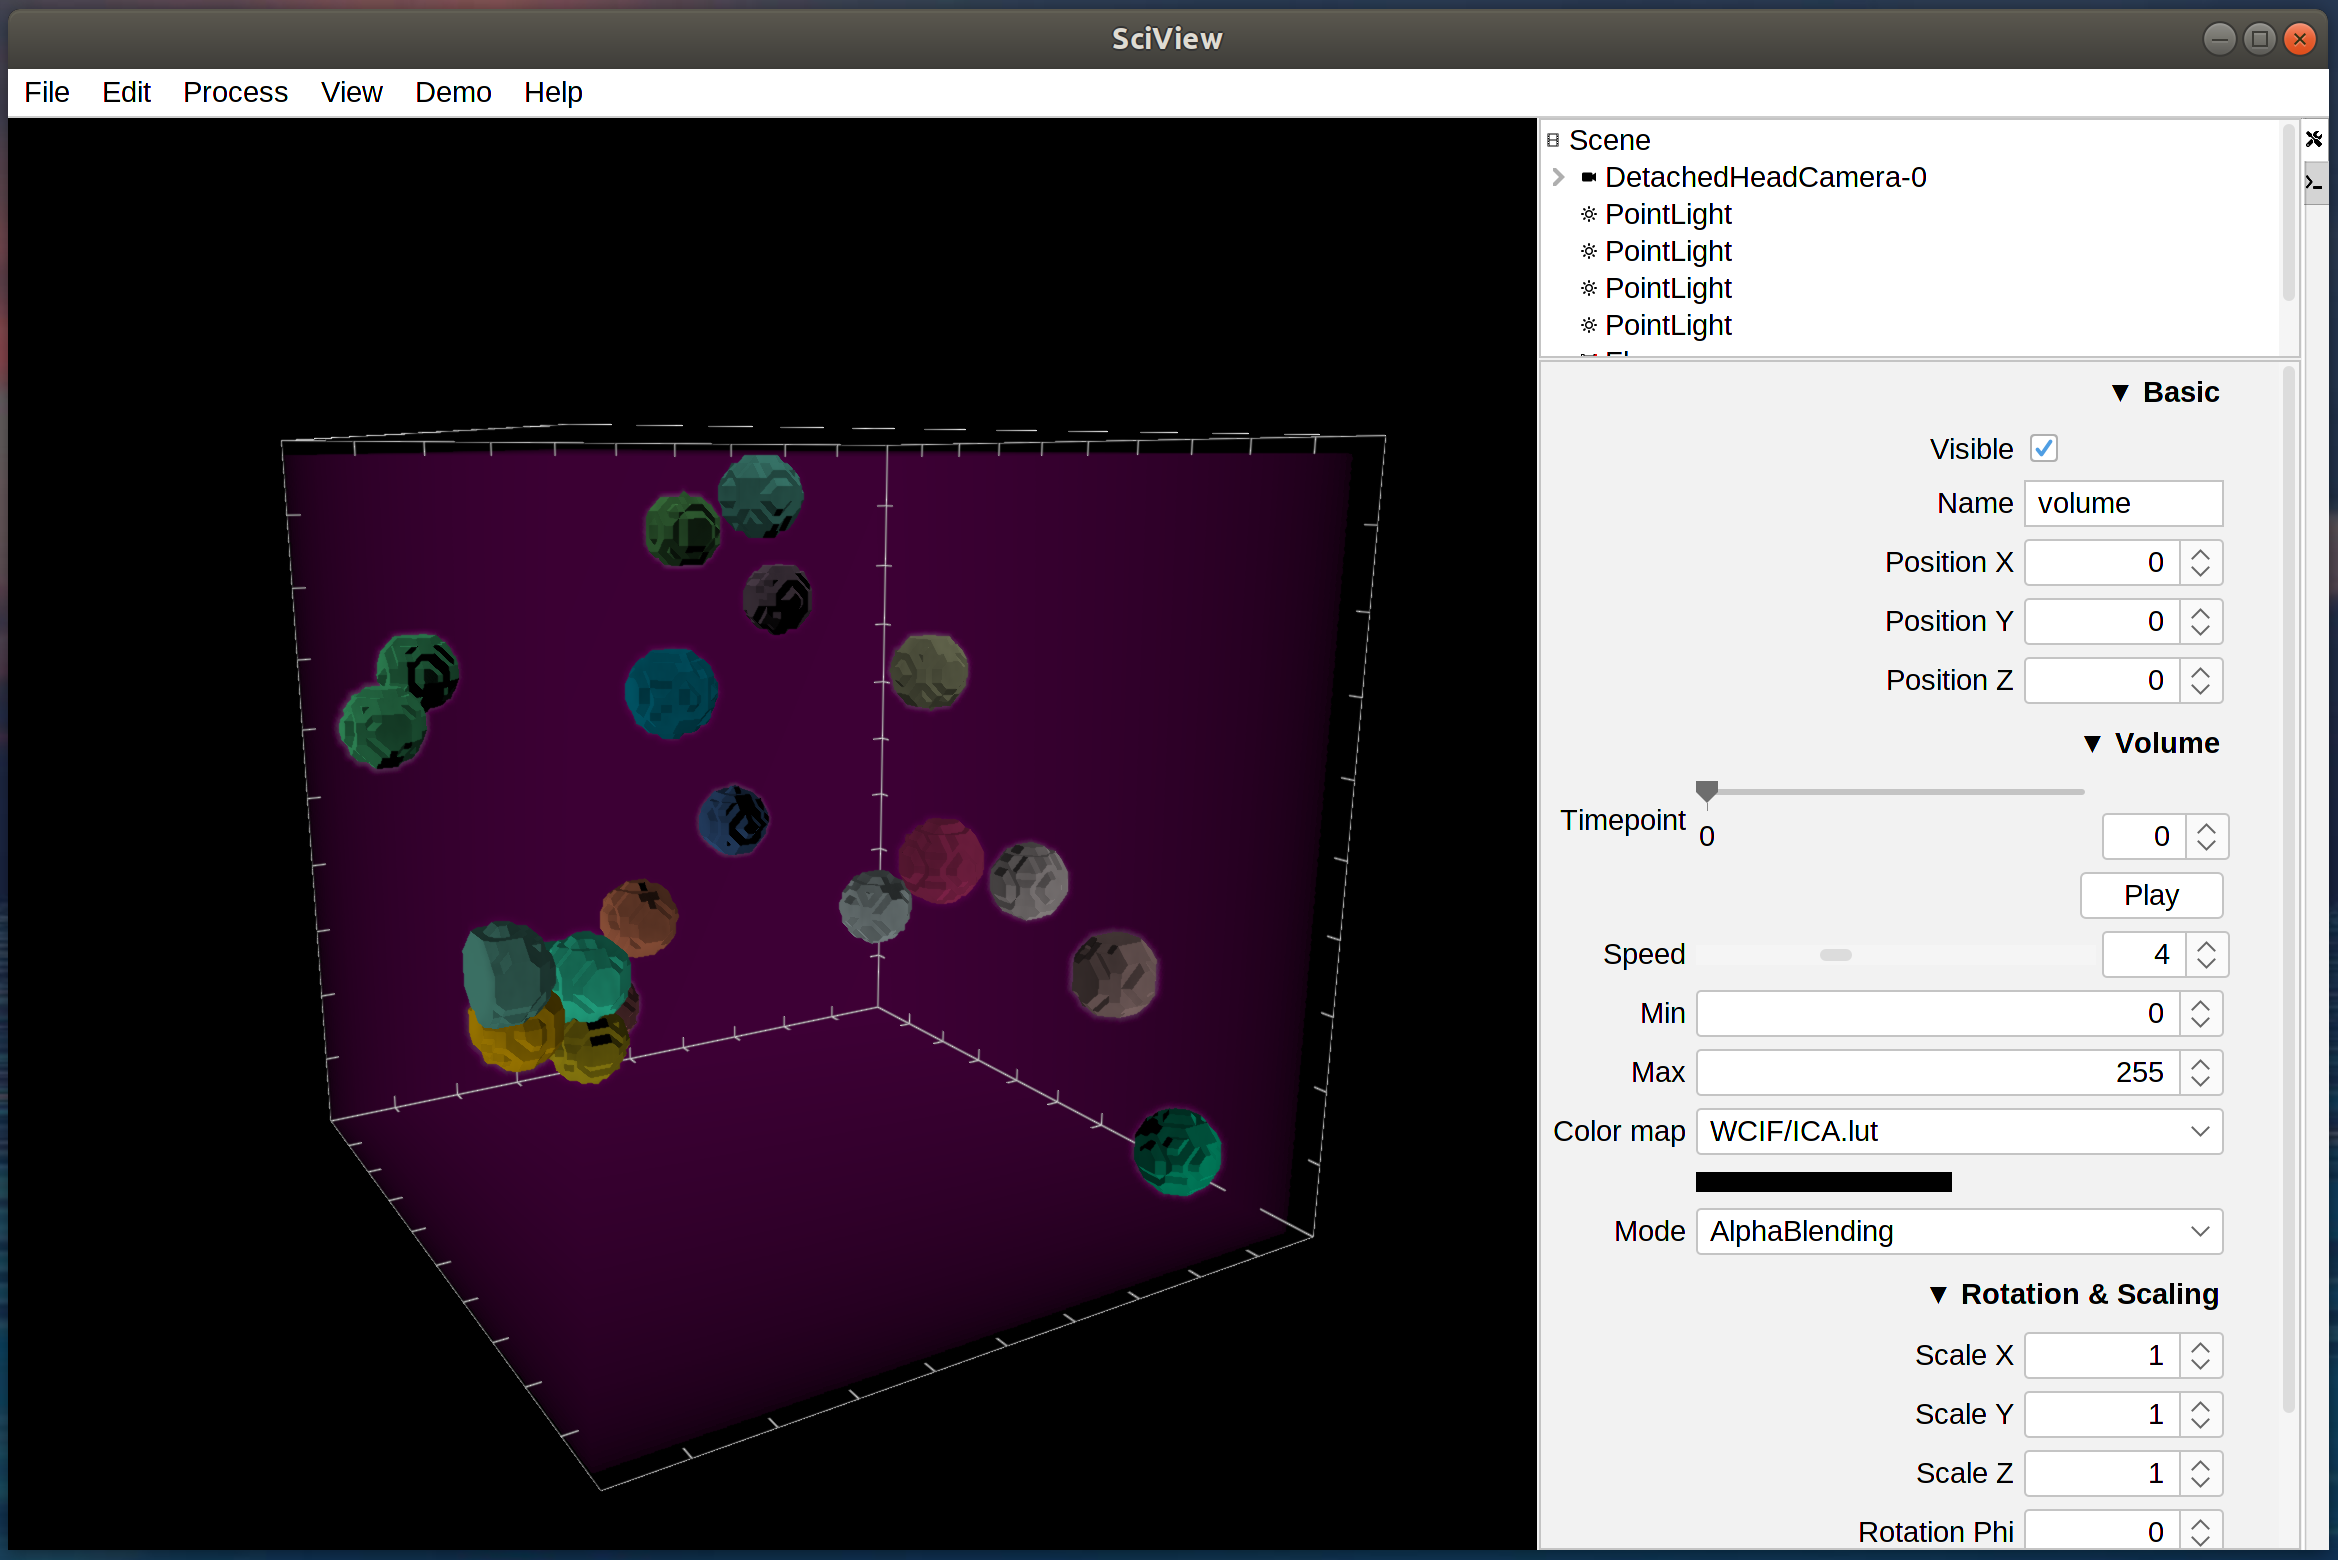 SciView
File Edit Process View Demo Help
Scene
DetachedHeadCamera-0
PointLight
PointLight
PointLight
PointLight
▼ Basic
Visible
Name volume
Position X 0
Position Y 0
Position Z 0
▼ Volume
Timepoint 0 0
Play
Speed 4
Min 0
Max 255
Color map WCIF/ICA.lut
Mode AlphaBlending
▼ Rotation & Scaling
Scale X 1
Scale Y 1
Scale Z 1
Rotation Phi 0